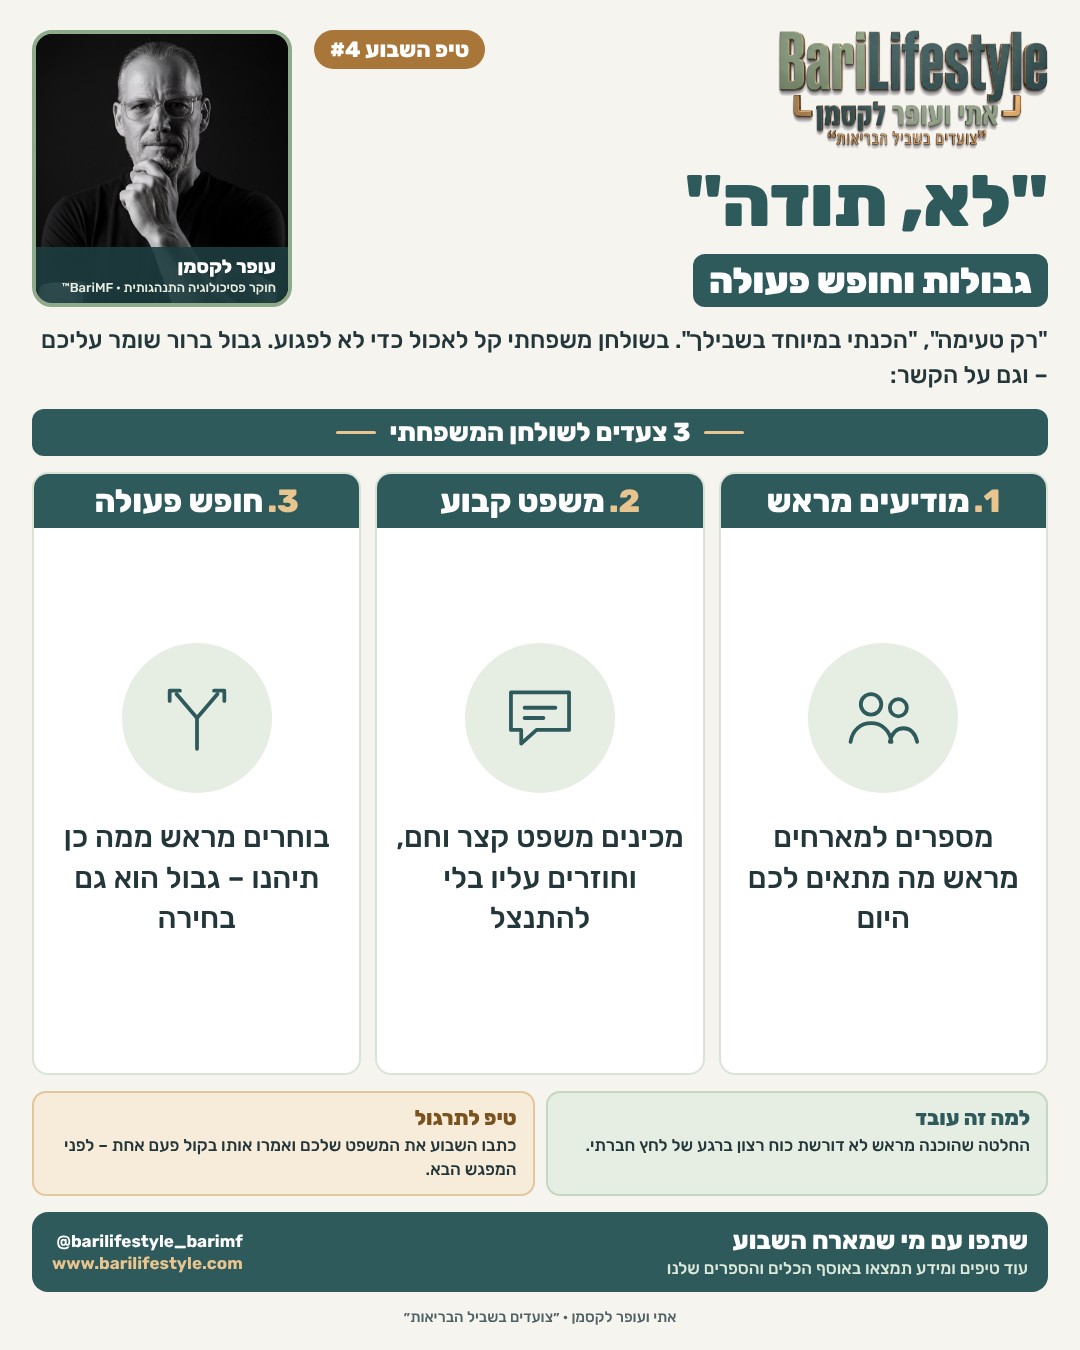 BariLifestyle
אתי ועופר לקסמן
"צועדים בשביל הבריאות"
טיפ השבוע #4
עופר לקסמן
חוקר פסיכולוגיה התנהגותית • BariMF™
"לא, תודה"
גבולות וחופש פעולה
"רק טעימה", "הכנתי במיוחד בשבילך". בשולחן משפחתי קל לאכול כדי לא לפגוע. גבול ברור שומר עליכם
– וגם על הקשר:
3 צעדים לשולחן המשפחתי
1. מודיעים מראש
מספרים למארחים
מראש מה מתאים לכם
היום
2. משפט קבוע
מכינים משפט קצר וחם,
וחוזרים עליו בלי
להתנצל
3. חופש פעולה
בוחרים מראש ממה כן
תיהנו – גבול הוא גם
בחירה
למה זה עובד
החלטה שהוכנה מראש לא דורשת כוח רצון ברגע של לחץ חברתי.
טיפ לתרגול
כתבו השבוע את המשפט שלכם ואמרו אותו בקול פעם אחת – לפני
המפגש הבא.
שתפו עם מי שמארח השבוע
עוד טיפים ומידע תמצאו באוסף הכלים והספרים שלנו
@barilifestyle_barimf
www.barilifestyle.com
אתי ועופר לקסמן • "צועדים בשביל הבריאות"